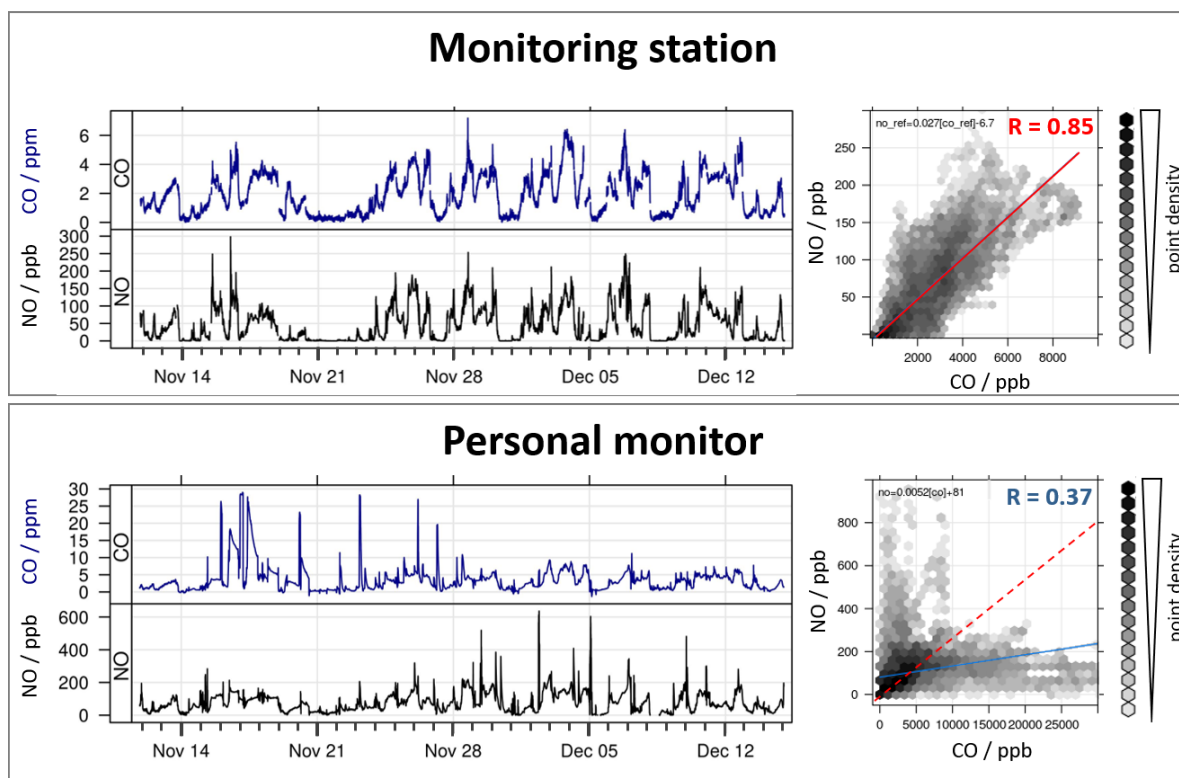 Monitoring station
CO / ppm
CO
6
4
2
0
NO / ppb
NO
300
250
200
150
100
50
0
Nov 14 Nov 21 Nov 28 Dec 05 Dec 12
no_ref=0.027[co_ref]-6.7
R = 0.85
NO / ppb
250
200
150
100
50
2000 4000 6000 8000
CO / ppb
point density
Personal monitor
CO / ppm
CO
30
25
20
15
10
5
0
NO / ppb
NO
600
400
200
0
Nov 14 Nov 21 Nov 28 Dec 05 Dec 12
no=0.0052[co]+81
R = 0.37
NO / ppb
800
600
400
200
0
0 5000 10000 15000 20000 25000
CO / ppb
point density